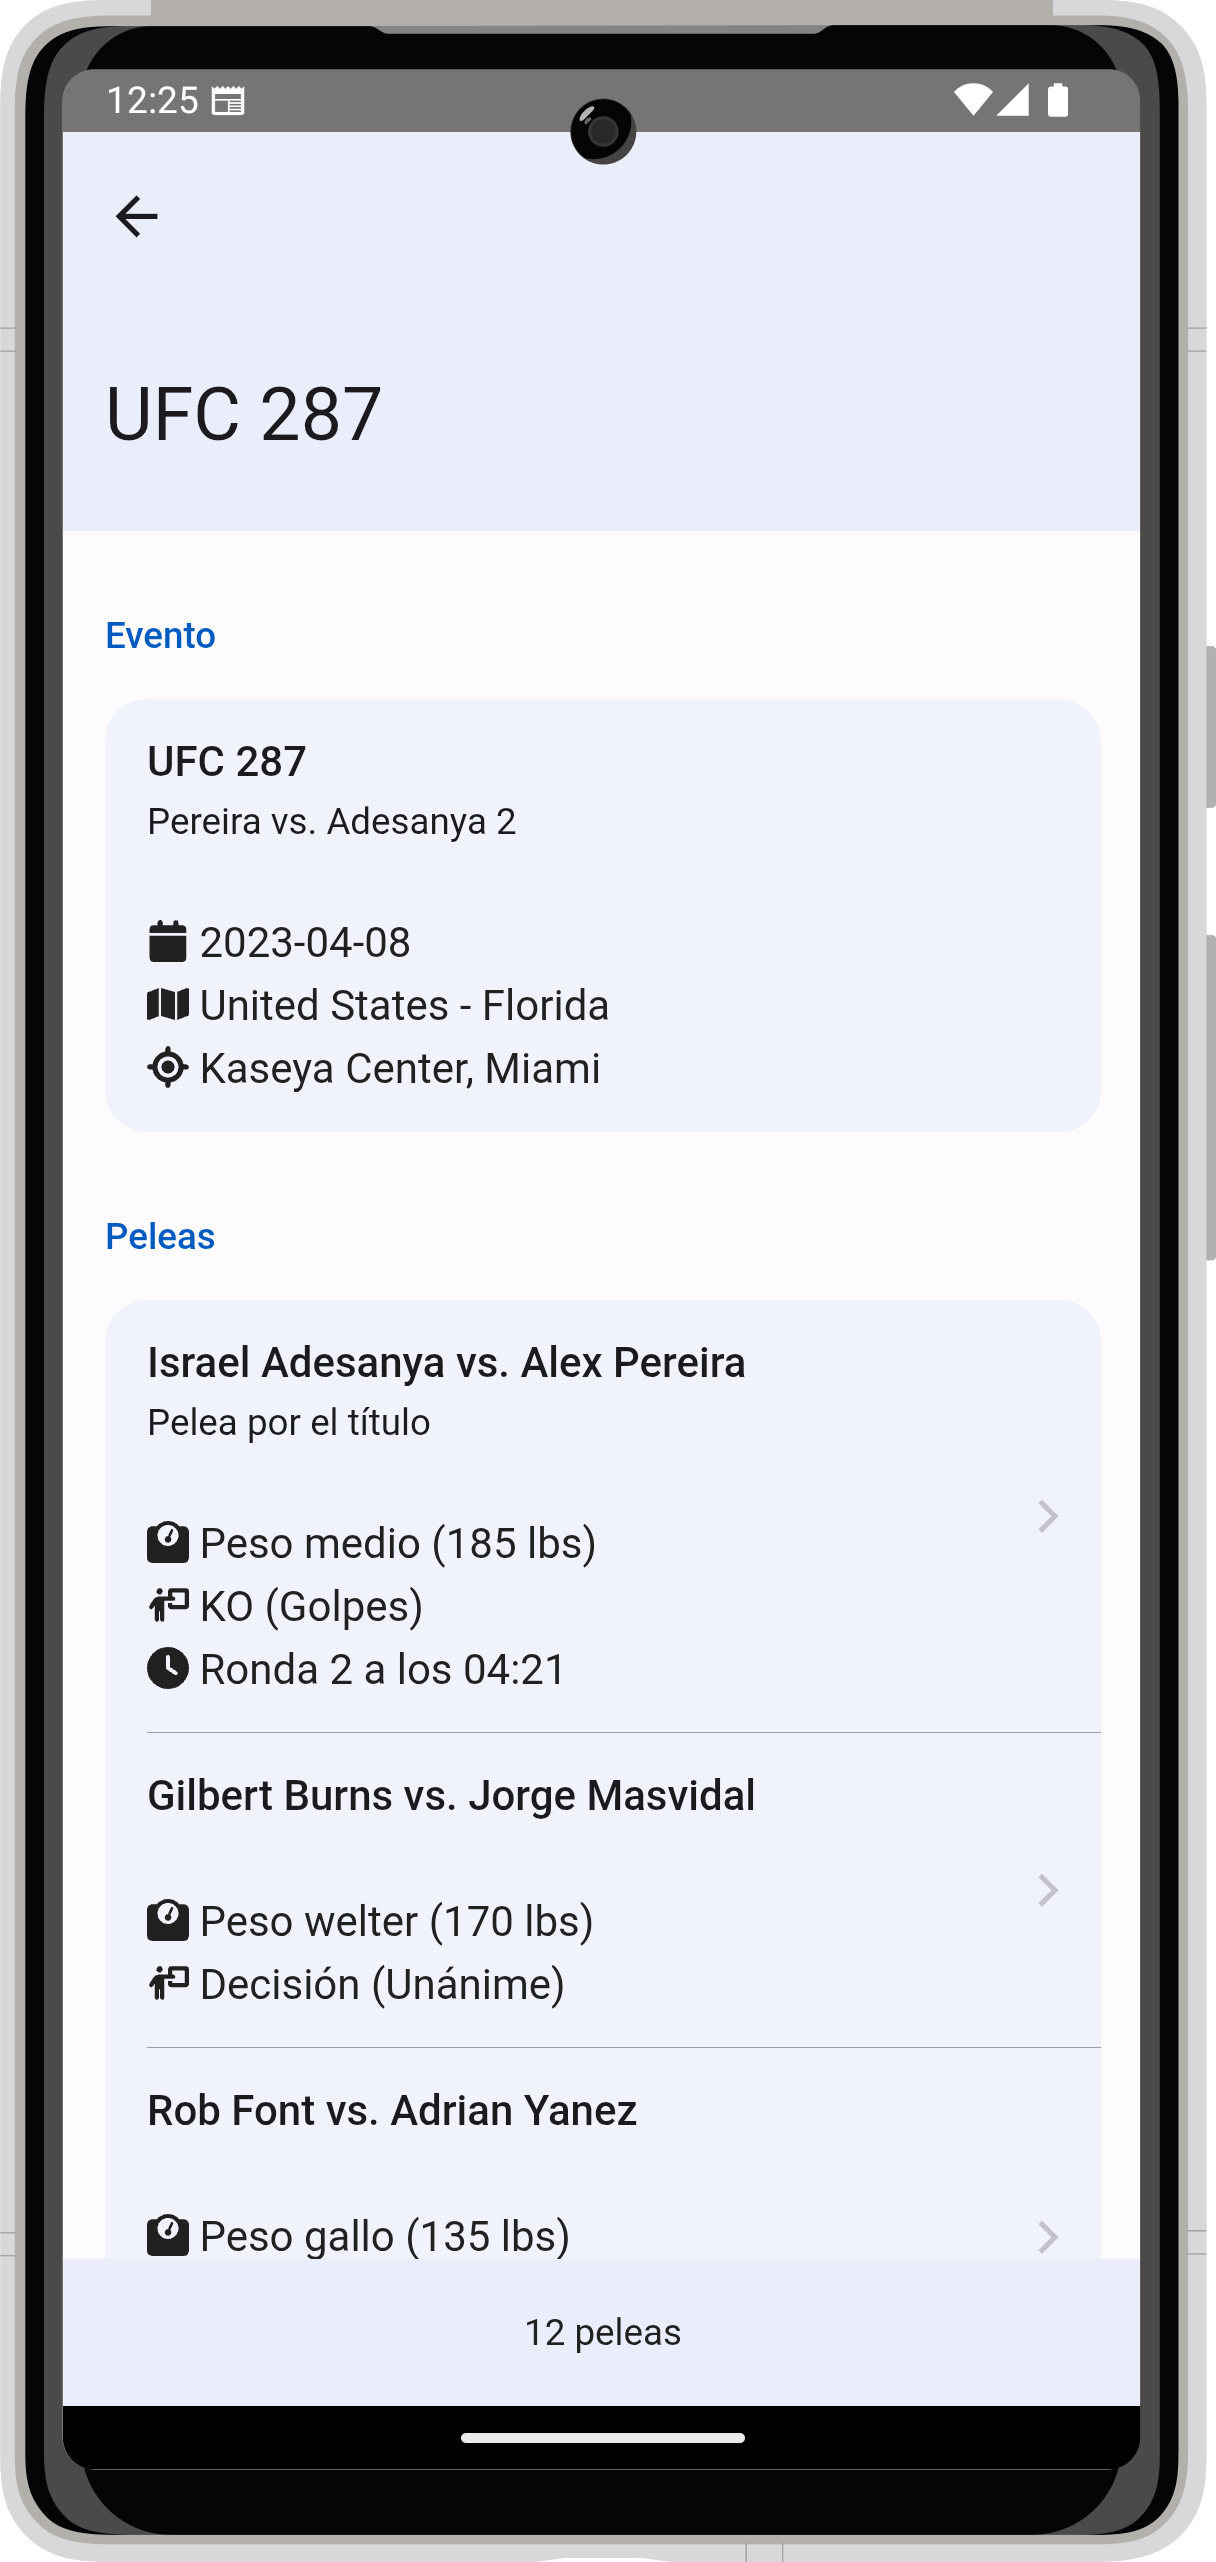 12:25
UFC 287
Evento
UFC 287
Pereira vs. Adesanya 2
2023-04-08
United States - Florida
Kaseya Center, Miami
Peleas
Israel Adesanya vs. Alex Pereira
Pelea por el título
Peso medio (185 lbs)
KO (Golpes)
Ronda 2 a los 04:21
Gilbert Burns vs. Jorge Masvidal
Peso welter (170 lbs)
Decisión (Unánime)
Rob Font vs. Adrian Yanez
Peso gallo (135 lbs)
12 peleas